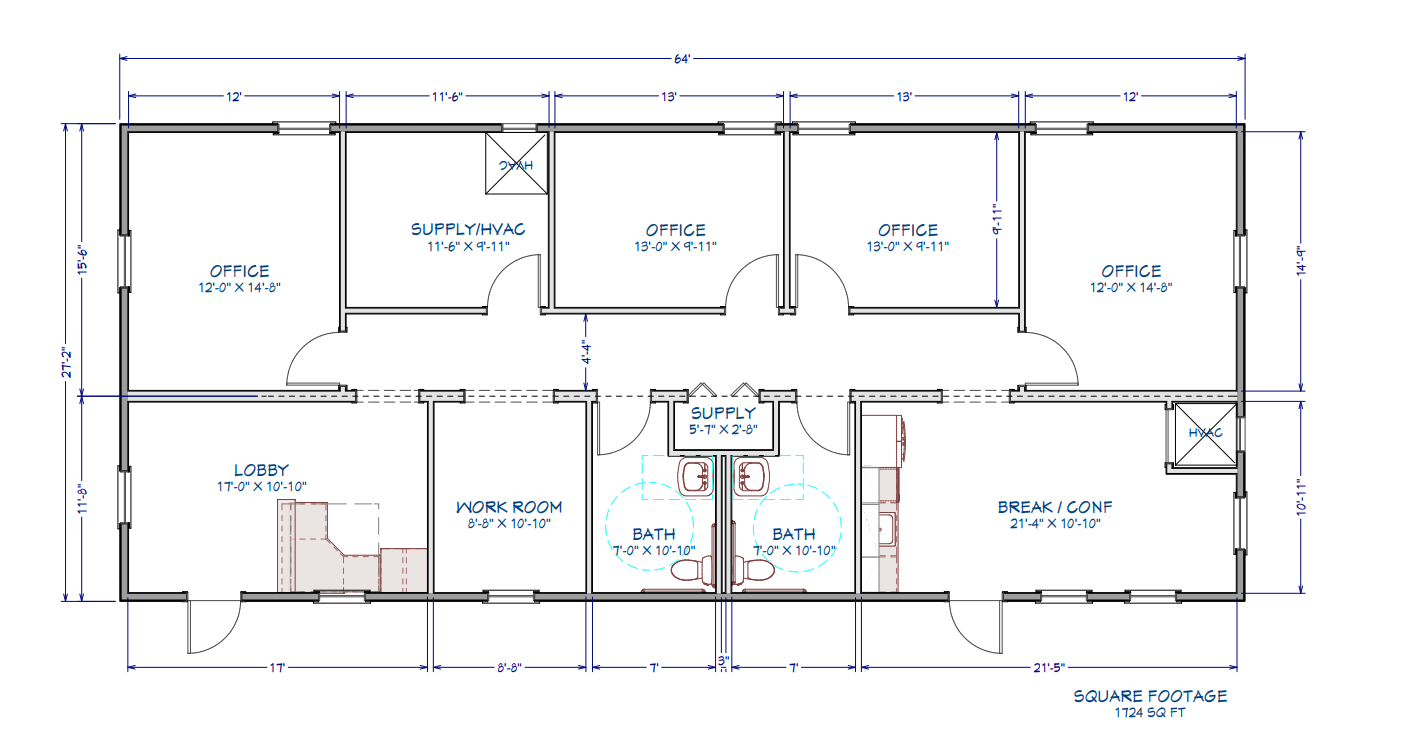 64'
12'
11'-6"
13'
13'
12'
HVAC
SUPPLY/HVAC
11'-6" X 9'-11"
OFFICE
13'-0" X 9'-11"
OFFICE
13'-0" X 9'-11"
9'-11"
OFFICE
12'-0" X 14'-8"
OFFICE
12'-0" X 14'-8"
15'-6"
14'-9"
27'-2"
4'-4"
SUPPLY
5'-7" X 2'-8"
HVAC
LOBBY
17'-0" X 10'-10"
WORK ROOM
8'-8" X 10'-10"
BATH
7'-0" X 10'-10"
BATH
7'-0" X 10'-10"
BREAK / CONF
21'-4" X 10'-10"
11'-8"
10'-11"
17'
8'-8"
7'
3"
7'
21'-5"
SQUARE FOOTAGE
1724 SQ FT